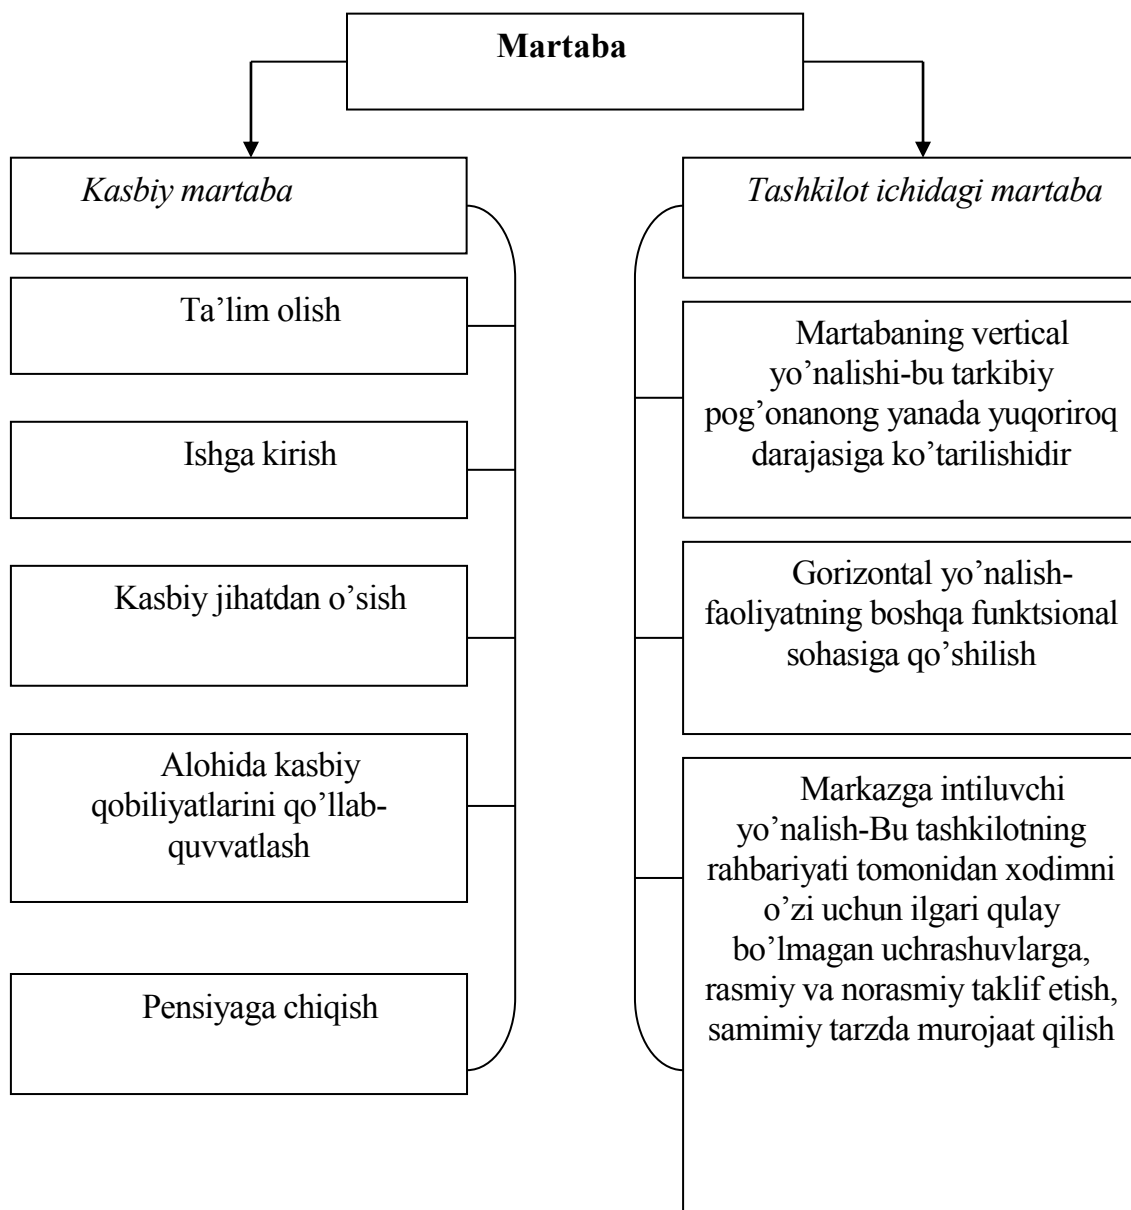 Martaba
Kasbiy martaba
Ta’lim olish
Ishga kirish
Kasbiy jihatdan o’sish
Alohida kasbiy
qobiliyatlarini qo’llab-
quvvatlash
Pensiyaga chiqish
Tashkilot ichidagi martaba
Martabaning vertical
yo’nalishi-bu tarkibiy
pog’onanong yanada yuqoriroq
darajasiga ko’tarilishidir
Gorizontal yo’nalish-
faoliyatning boshqa funktsional
sohasiga qo’shilish
Markazga intiluvchi
yo’nalish-Bu tashkilotning
rahbariyati tomonidan xodimni
o’zi uchun ilgari qulay
bo’lmagan uchrashuvlarga,
rasmiy va norasmiy taklif etish,
samimiy tarzda murojaat qilish